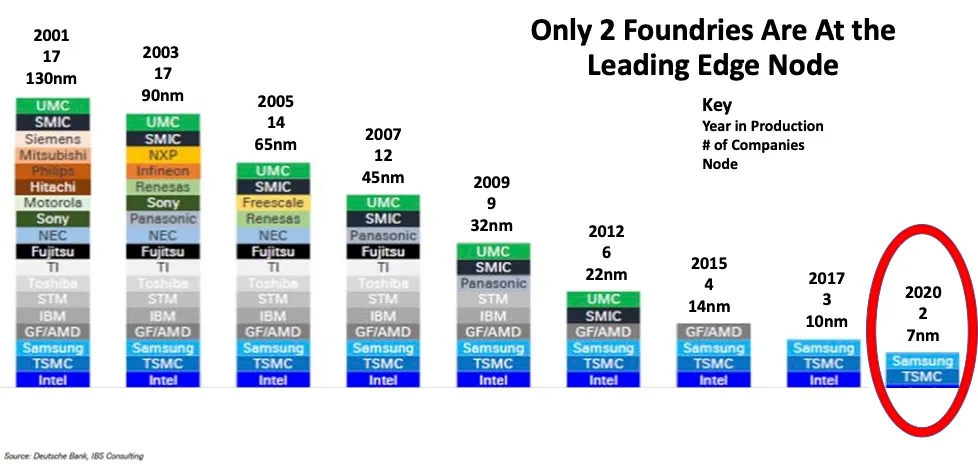 Only 2 Foundries Are At the
Leading Edge Node
Key
Year in Production
# of Companies
Node
2001
17
130nm
UMC
SMIC
Siemens
Mitsubishi
Philips
Hitachi
Motorola
Sony
NEC
Fujitsu
TI
Toshiba
STM
IBM
GF/AMD
Samsung
TSMC
Intel
2003
17
90nm
UMC
SMIC
NXP
Infineon
Renesas
Sony
Panasonic
NEC
Fujitsu
TI
Toshiba
STM
IBM
GF/AMD
Samsung
TSMC
Intel
2005
14
65nm
UMC
SMIC
Freescale
Renesas
NEC
Fujitsu
TI
Toshiba
STM
IBM
GF/AMD
Samsung
TSMC
Intel
2007
12
45nm
UMC
SMIC
Panasonic
Fujitsu
TI
Toshiba
STM
IBM
GF/AMD
Samsung
TSMC
Intel
2009
9
32nm
UMC
SMIC
Panasonic
STM
IBM
GF/AMD
Samsung
TSMC
Intel
2012
6
22nm
UMC
SMIC
GF/AMD
Samsung
TSMC
Intel
2015
4
14nm
GF/AMD
Samsung
TSMC
Intel
2017
3
10nm
Samsung
TSMC
Intel
2020
2
7nm
Samsung
TSMC
Source: Deutsche Bank, IBS Consulting